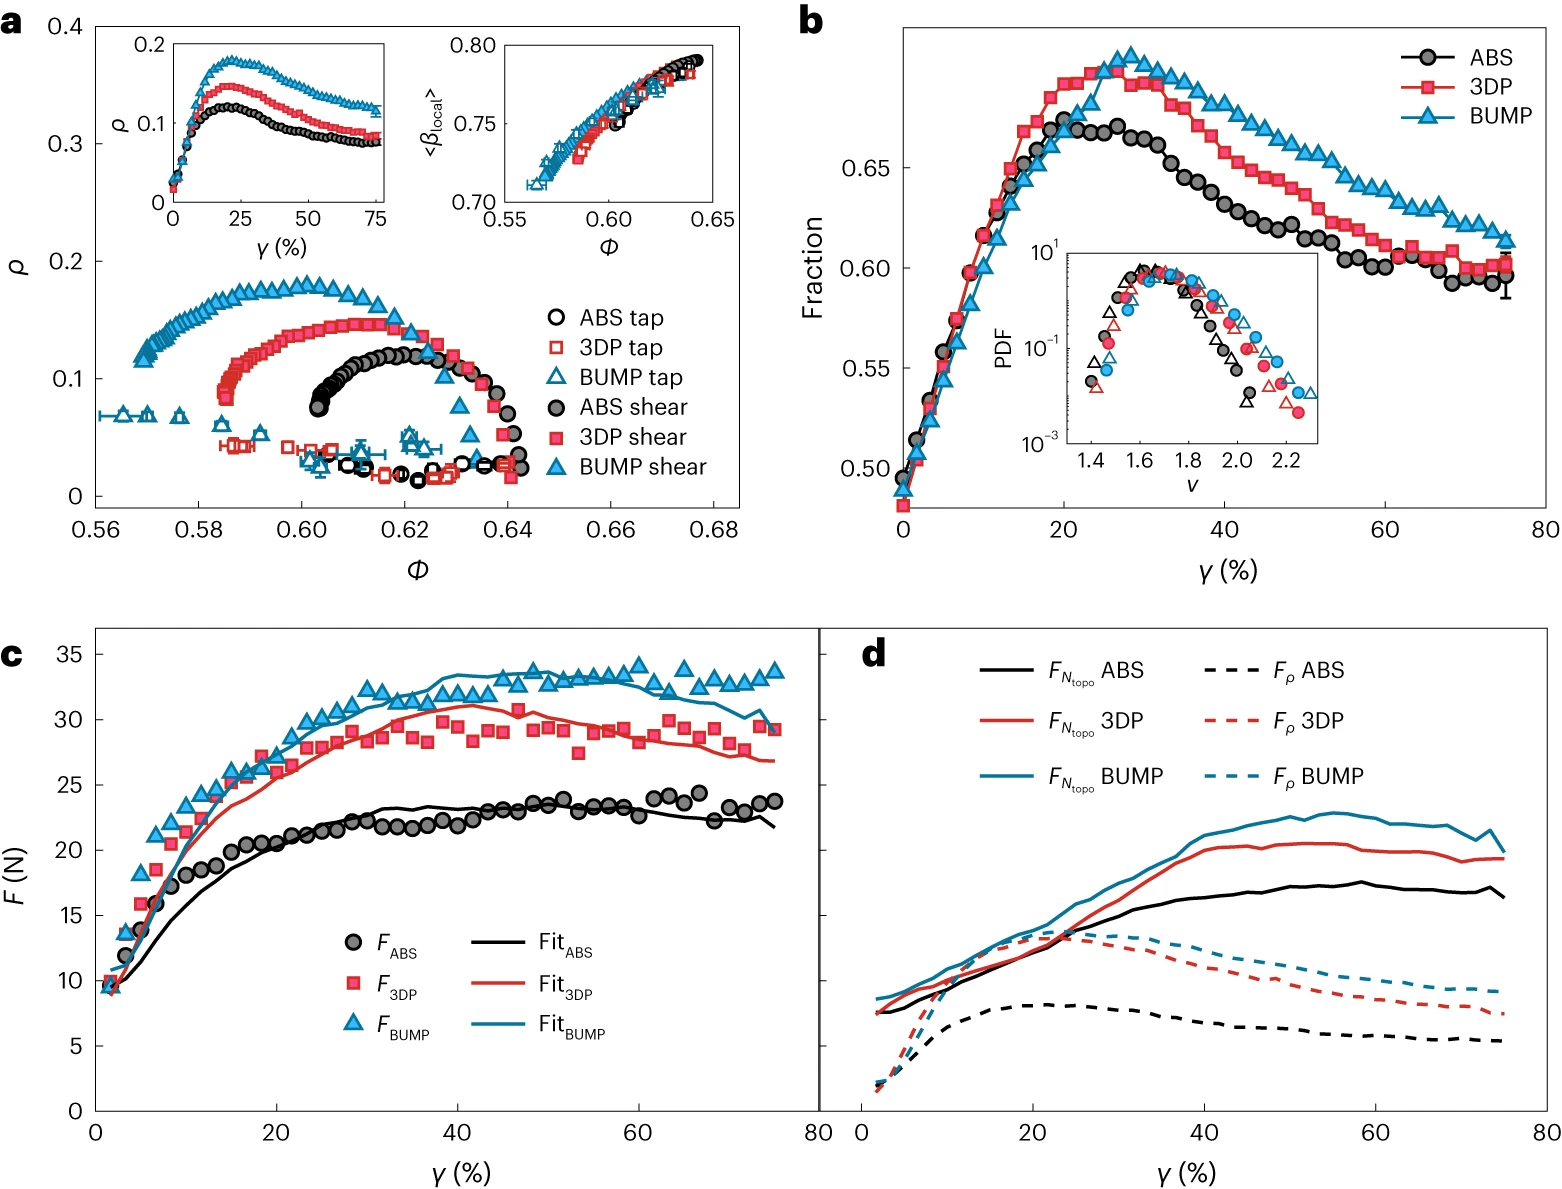 a
0.4
0.3
0.2
0.1
0
ρ
0.56
0.58
0.60
0.62
0.64
0.66
0.68
Φ
0.2
0.1
0
ρ
0
25
50
75
γ (%)
0.80
0.75
0.70
<βlocal>
0.55
0.60
0.65
Φ
ABS tap
3DP tap
BUMP tap
ABS shear
3DP shear
BUMP shear
b
0.65
0.60
0.55
0.50
Fraction
0
20
40
60
80
γ (%)
ABS
3DP
BUMP
10^1
10^−1
10^−3
PDF
1.4
1.6
1.8
2.0
2.2
v
c
35
30
25
20
15
10
5
0
F (N)
0
20
40
60
80
γ (%)
F_ABS
Fit_ABS
F_3DP
Fit_3DP
F_BUMP
Fit_BUMP
d
F_Ntopo ABS
F_ρ ABS
F_Ntopo 3DP
F_ρ 3DP
F_Ntopo BUMP
F_ρ BUMP
0
20
40
60
80
γ (%)